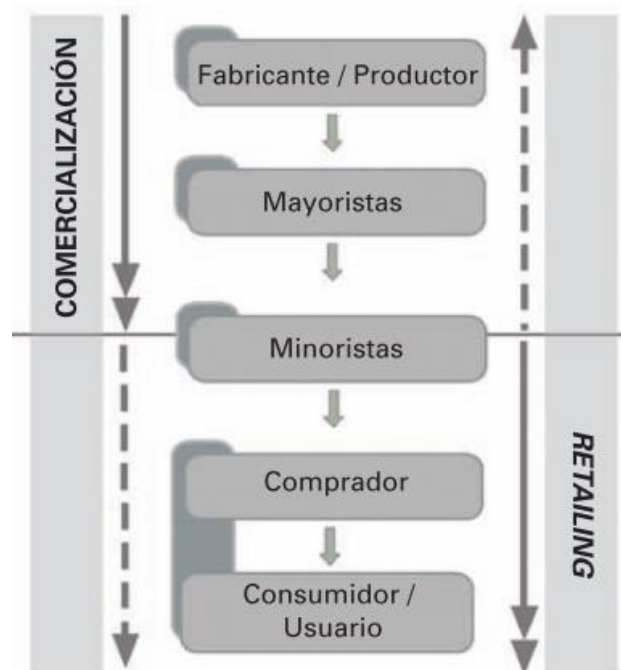 COMERCIALIZACIÓN
Fabricante / Productor
Mayoristas
Minoristas
Comprador
Consumidor /
Usuario
RETAILING